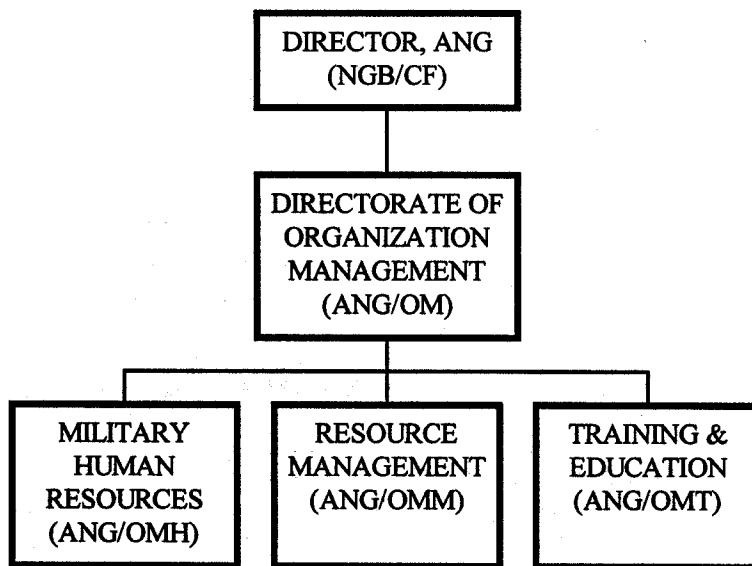 DIRECTOR, ANG
(NGB/CF)
DIRECTORATE OF
ORGANIZATION
MANAGEMENT
(ANG/OM)
MILITARY
HUMAN
RESOURCES
(ANG/OMH)
RESOURCE
MANAGEMENT
(ANG/OMM)
TRAINING &
EDUCATION
(ANG/OMT)